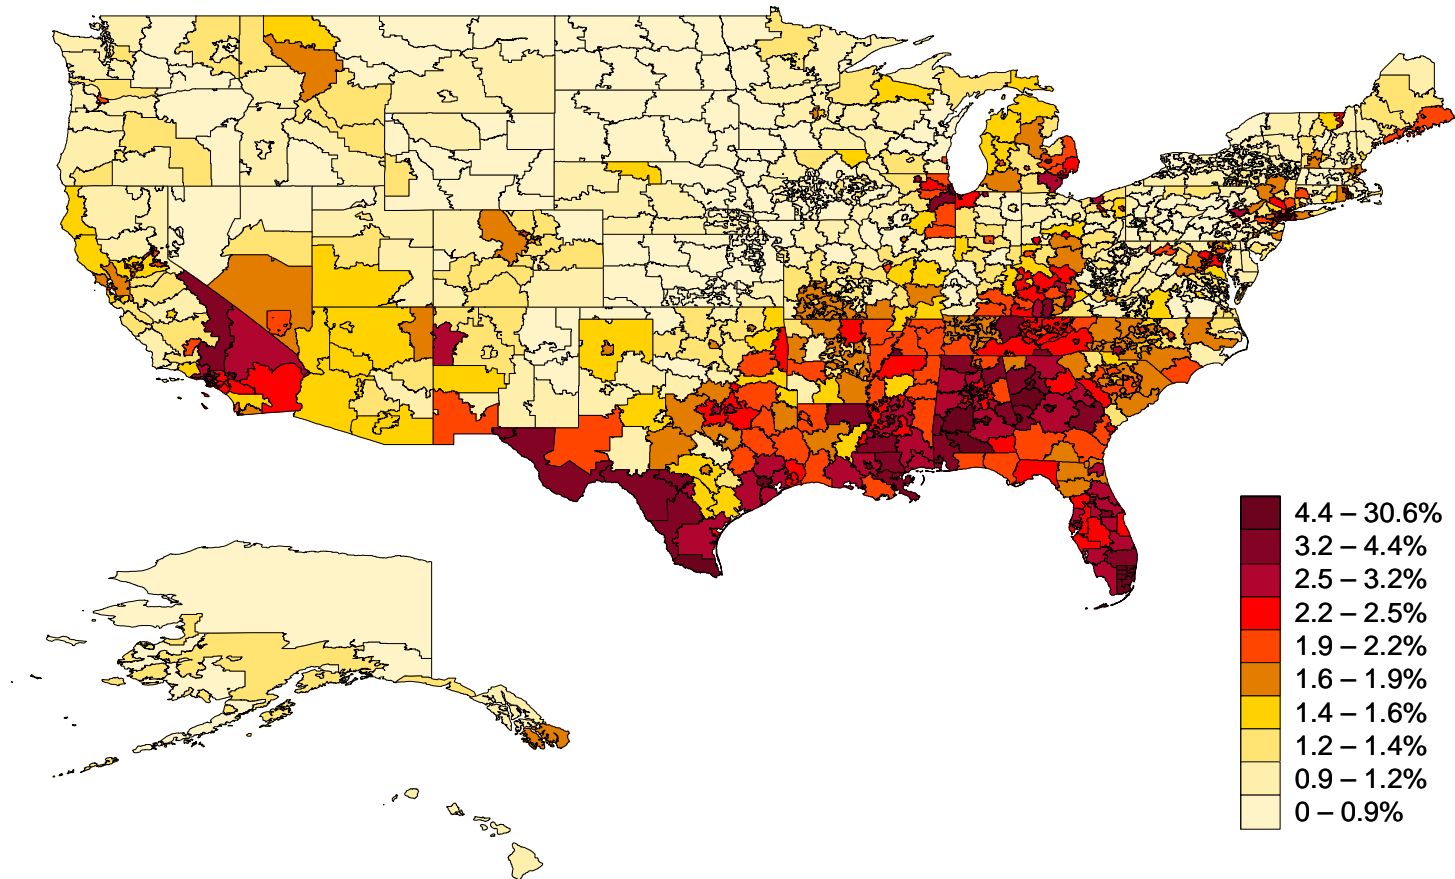 4.4 – 30.6%
3.2 – 4.4%
2.5 – 3.2%
2.2 – 2.5%
1.9 – 2.2%
1.6 – 1.9%
1.4 – 1.6%
1.2 – 1.4%
0.9 – 1.2%
0 – 0.9%